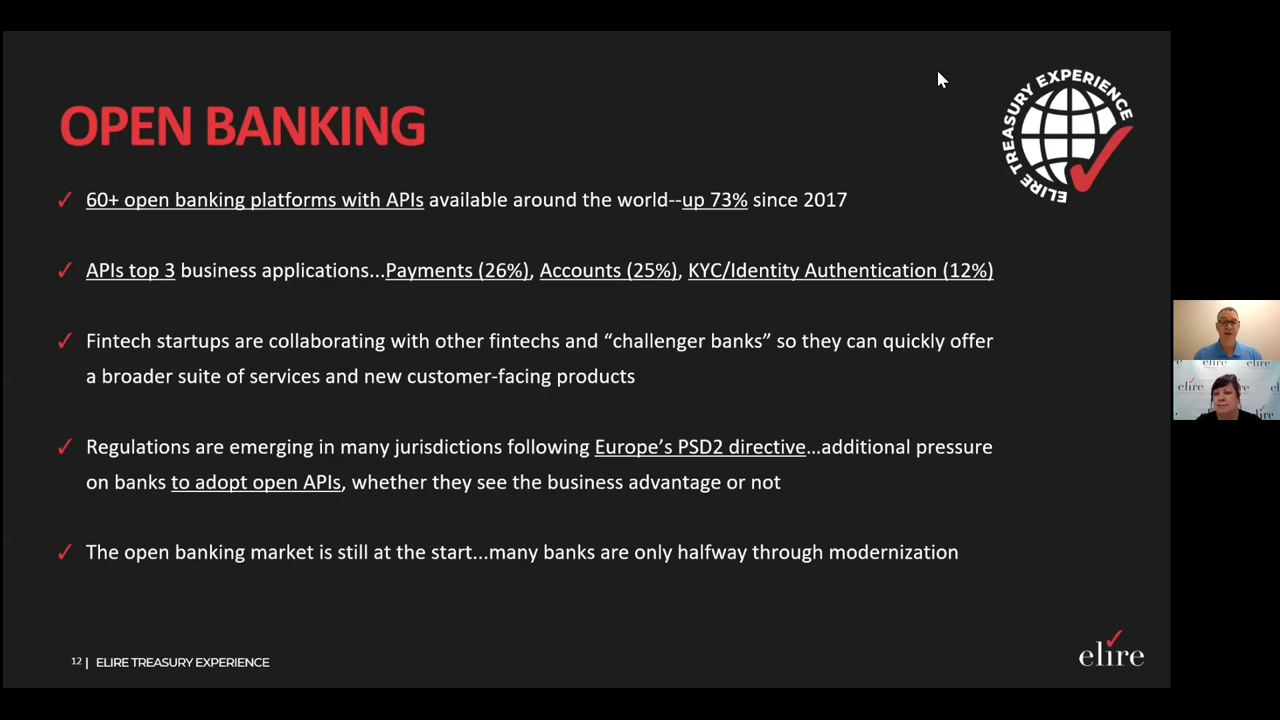 OPEN BANKING
ELIRE TREASURY EXPERIENCE
✓ 60+ open banking platforms with APIs available around the world--up 73% since 2017
✓ APIs top 3 business applications...Payments (26%), Accounts (25%), KYC/Identity Authentication (12%)
✓ Fintech startups are collaborating with other fintechs and “challenger banks” so they can quickly offer
a broader suite of services and new customer-facing products
✓ Regulations are emerging in many jurisdictions following Europe’s PSD2 directive...additional pressure
on banks to adopt open APIs, whether they see the business advantage or not
✓ The open banking market is still at the start...many banks are only halfway through modernization
12 | ELIRE TREASURY EXPERIENCE
elire
elire
elire